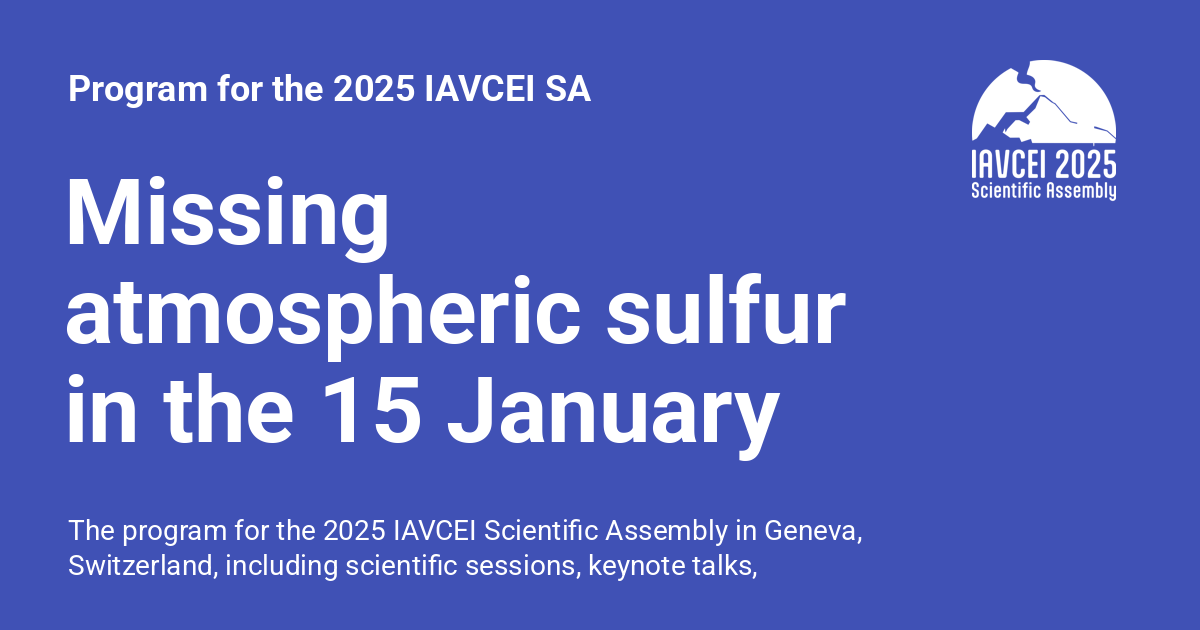 Program for the 2025 IAVCEI SA
IAVCEI 2025
Scientific Assembly
Missing
atmospheric sulfur
in the 15 January
The program for the 2025 IAVCEI Scientific Assembly in Geneva,
Switzerland, including scientific sessions, keynote talks,